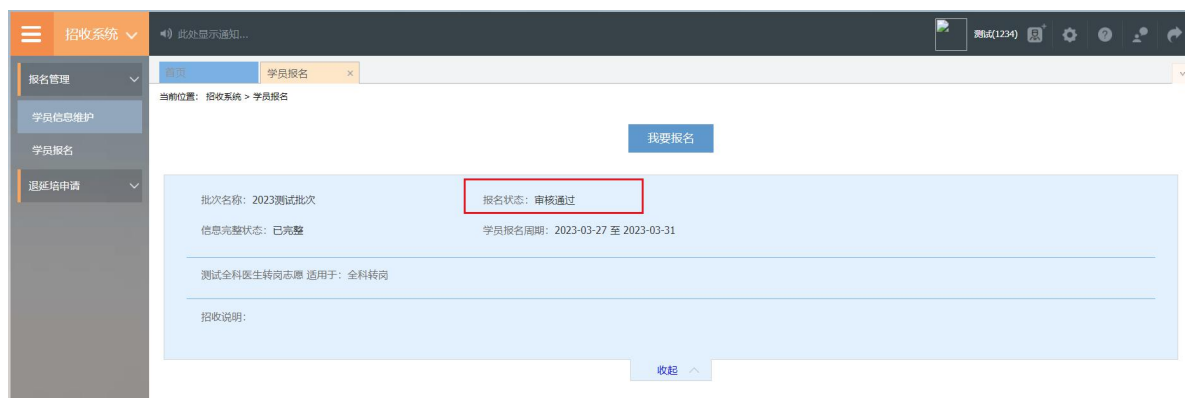 招收系统
此处显示通知...
测试(1234)
报名管理
学员信息维护
学员报名
退延培申请
首页
学员报名 ×
当前位置： 招收系统 > 学员报名
我要报名
批次名称：2023测试批次
报名状态：审核通过
信息完整状态：已完整
学员报名周期：2023-03-27 至 2023-03-31
测试全科医生转岗志愿 适用于：全科转岗
招收说明：
收起